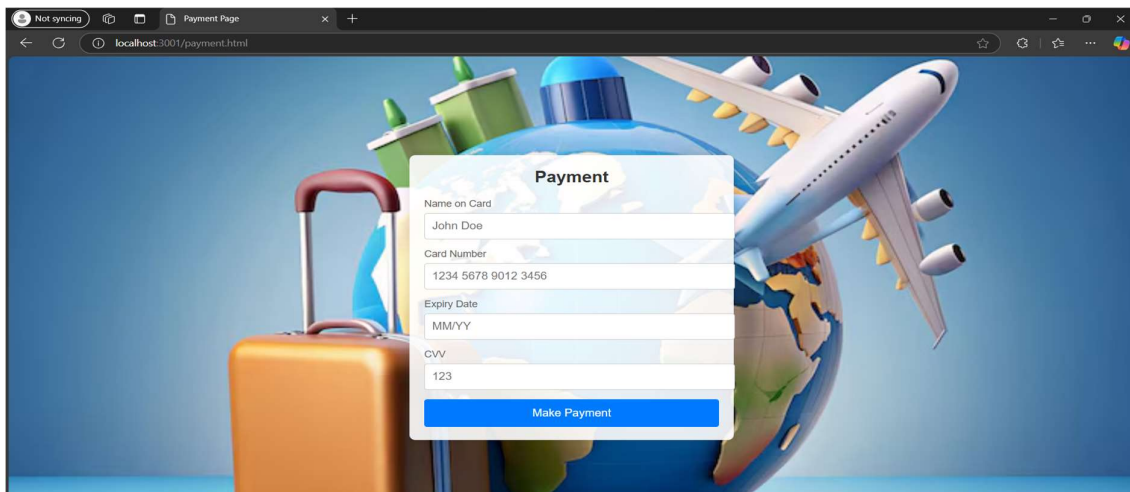 Not syncing
Payment Page
localhost:3001/payment.html
Payment
Name on Card
John Doe
Card Number
1234 5678 9012 3456
Expiry Date
MM/YY
CVV
123
Make Payment